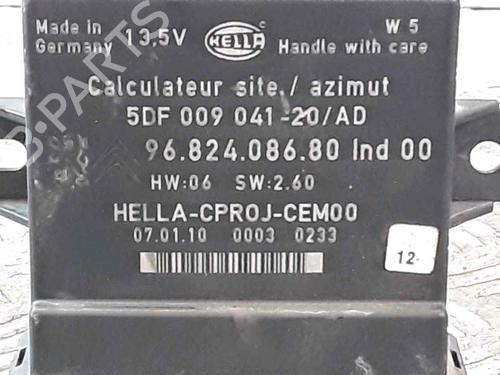 Made in
Germany 13,5V HELLA W 5
Handle with care
Calculateur site./ azimut
5DF 009 041-20/AD
96.824.086.80 Ind 00
HW:06 SW:2.60
HELLA-CPROJ-CEM00
07.01.10 0003 0233
12
PARTS